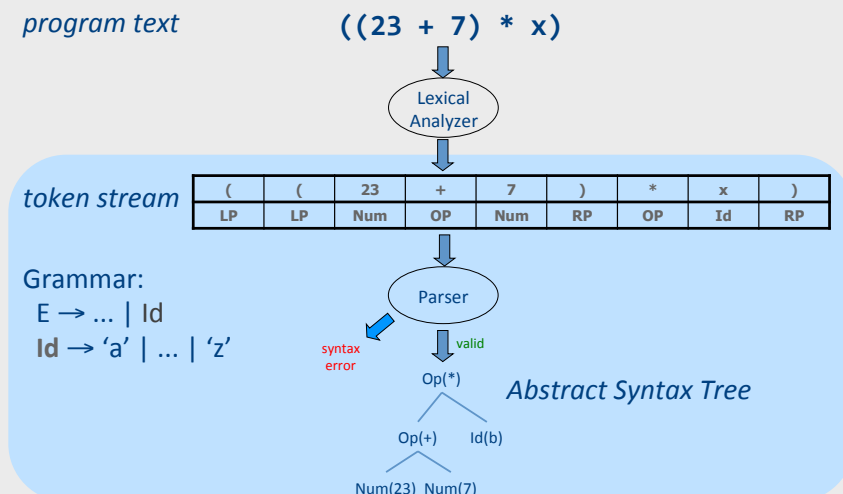 program text
((23 + 7) * x)
Lexical
Analyzer
token stream
( ( 23 + 7 ) * x )
LP LP Num OP Num RP OP Id RP
Grammar:
E → ... | Id
Id → ‘a’ | ... | ‘z’
Parser
syntax
error
valid
Op(*)
Abstract Syntax Tree
Op(+) Id(b)
Num(23) Num(7)